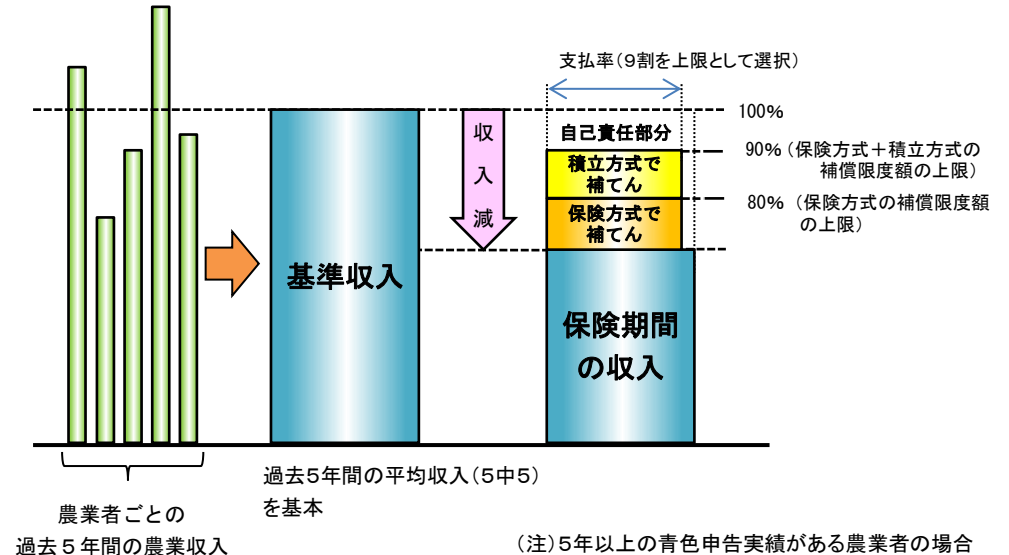 支払率(9割を上限として選択)
100%
収
入
減
自己責任部分
積立方式で
補てん
90%(保険方式+積立方式の
補償限度額の上限)
保険方式で
補てん
80% (保険方式の補償限度額
の上限)
基準収入
保険期間
の収入
過去5年間の平均収入(5中5)
を基本
農業者ごとの
過去5年間の農業収入
(注)5年以上の青色申告実績がある農業者の場合